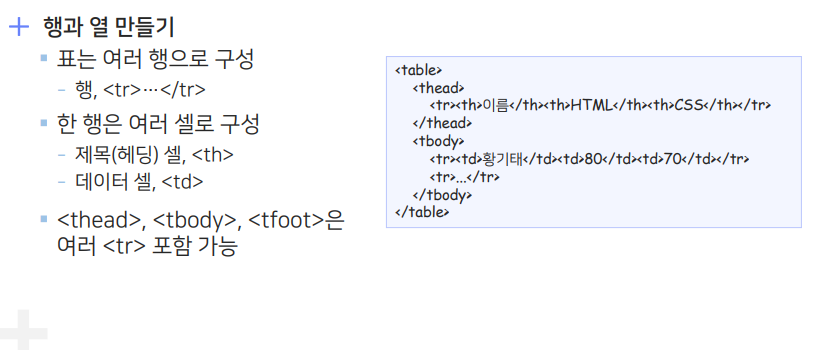 행과 열 만들기
표는 여러 행으로 구성
- 행, <tr>…</tr>
한 행은 여러 셀로 구성
- 제목(헤딩) 셀, <th>
- 데이터 셀, <td>
<thead>, <tbody>, <tfoot>은
여러 <tr> 포함 가능
<table>
<thead>
<tr><th>이름</th><th>HTML</th><th>CSS</th></tr>
</thead>
<tbody>
<tr><td>황기태</td><td>80</td><td>70</td></tr>
<tr>...</tr>
</tbody>
</table>